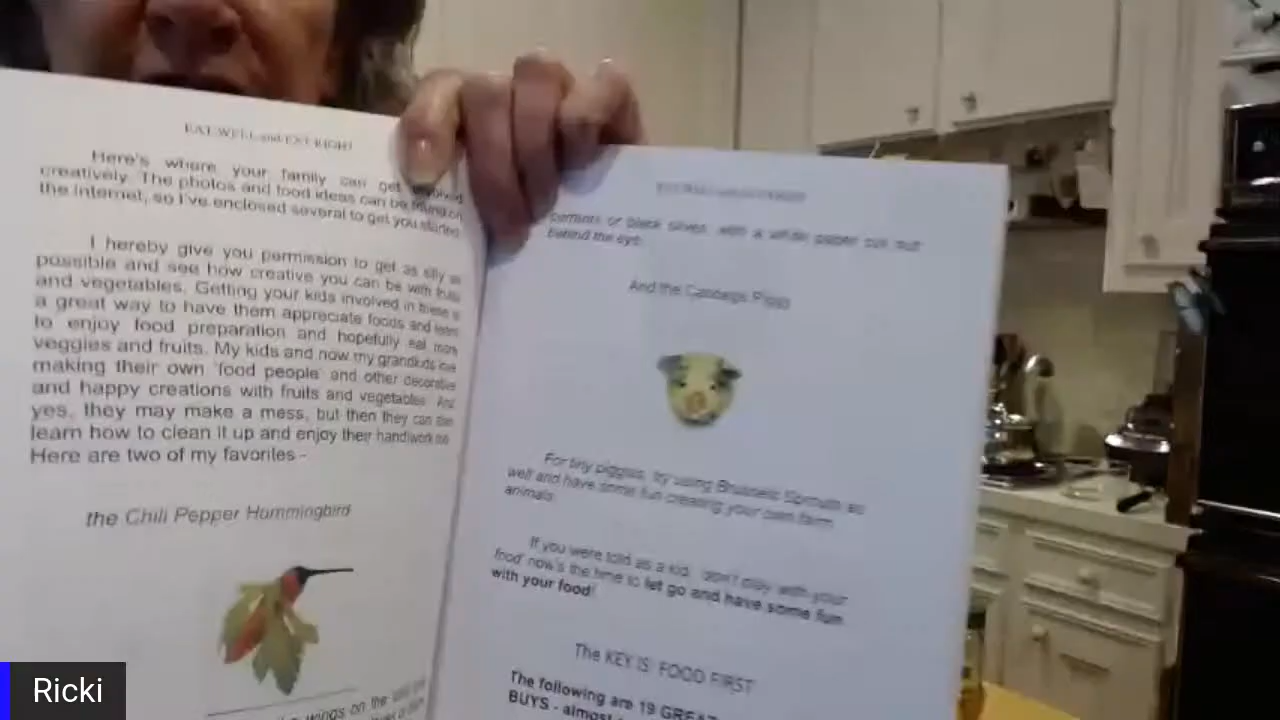 EAT WELL and EAT RIGHT
Here's where your family can get involved
creatively. The photos and food ideas can be found on
the internet, so I've enclosed several to get you started.
I hereby give you permission to get as silly as
possible and see how creative you can be with fruits
and vegetables. Getting your kids involved in these is
a great way to have them appreciate foods and learn
to enjoy food preparation and hopefully eat more
veggies and fruits. My kids and now my grandkids love
making their own 'food people' and other decorative
and happy creations with fruits and vegetables. And
yes, they may make a mess, but then they can also
learn how to clean it up and enjoy their handiwork too.
Here are two of my favorites -
the Chili Pepper Hummingbird
wings on the
or black olives, with a whole pepper corn
behind the eye.
And the Cabbage Piggy
For tiny piggies, try using Brussels Sprouts as
well and have some fun creating your own farm
animals.
If you were told as a kid, 'don't play with your
food' now's the time to let go and have some fun
with your food!
The KEY IS: FOOD FIRST
The following are 19 GREAT
BUYS - almost
Ricki